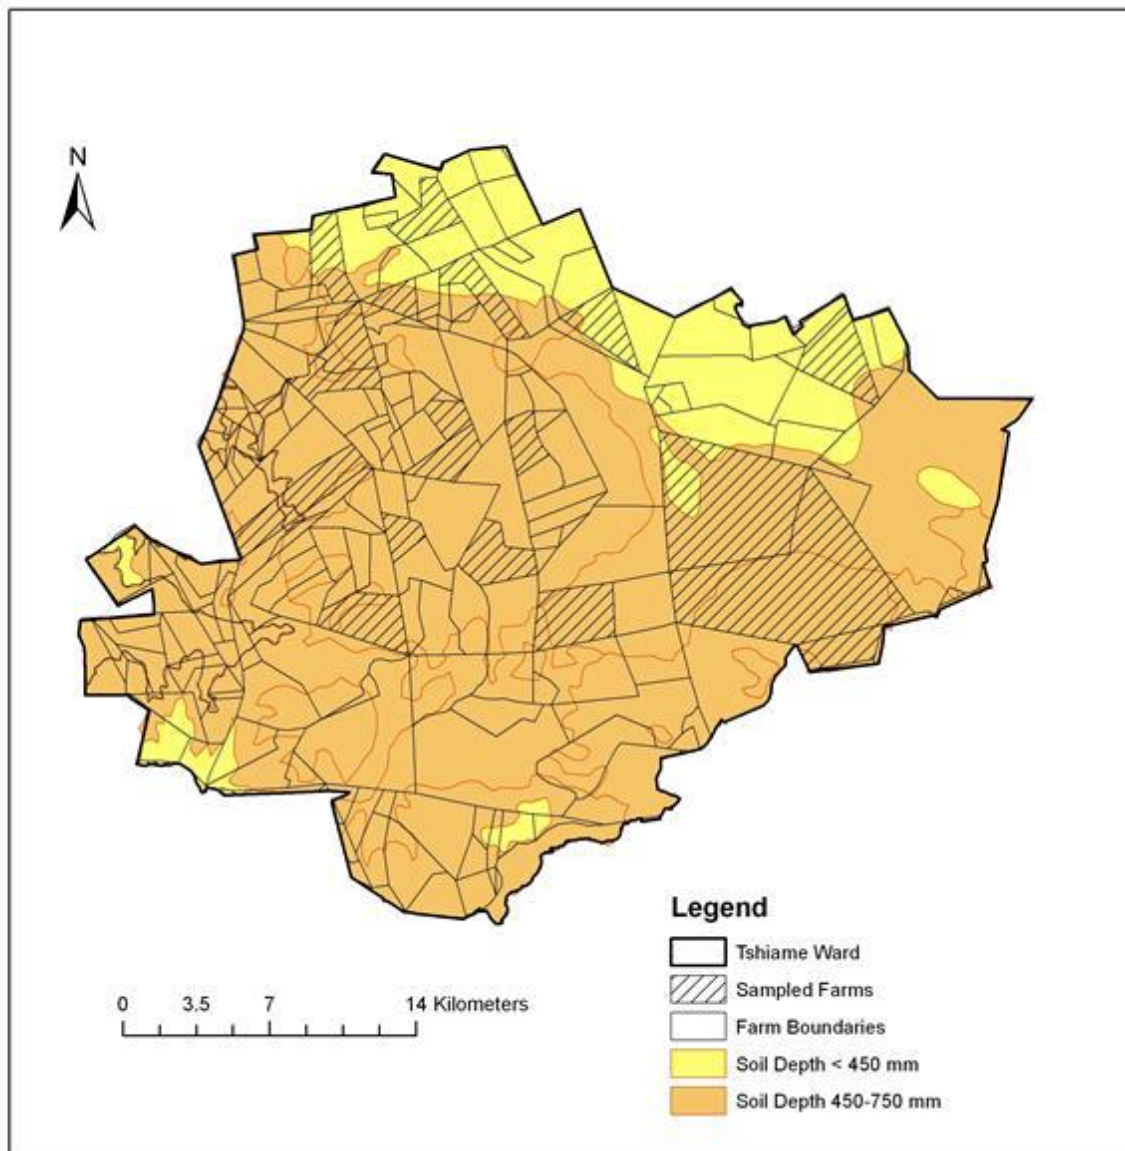 N
Legend
Tshiame Ward
Sampled Farms
Farm Boundaries
Soil Depth < 450 mm
Soil Depth 450-750 mm
0 3.5 7 14 Kilometers